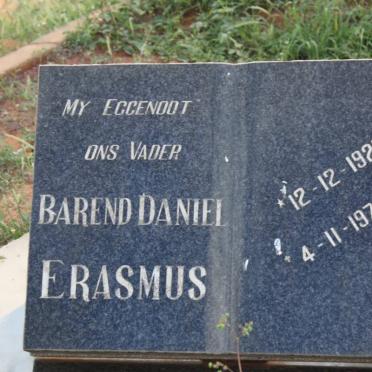 My Eggenoot
ons Vader
Barend Daniel
Erasmus
* 12-12-192
* 4-11-197